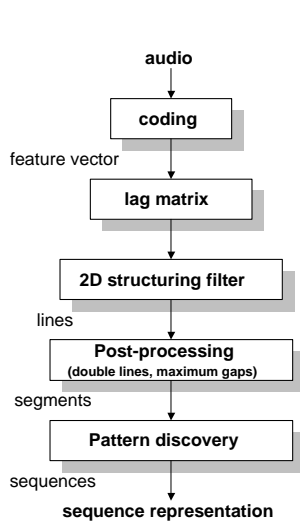 audio
coding
feature vector
lag matrix
2D structuring filter
lines
Post-processing
(double lines, maximum gaps)
segments
Pattern discovery
sequences
sequence representation